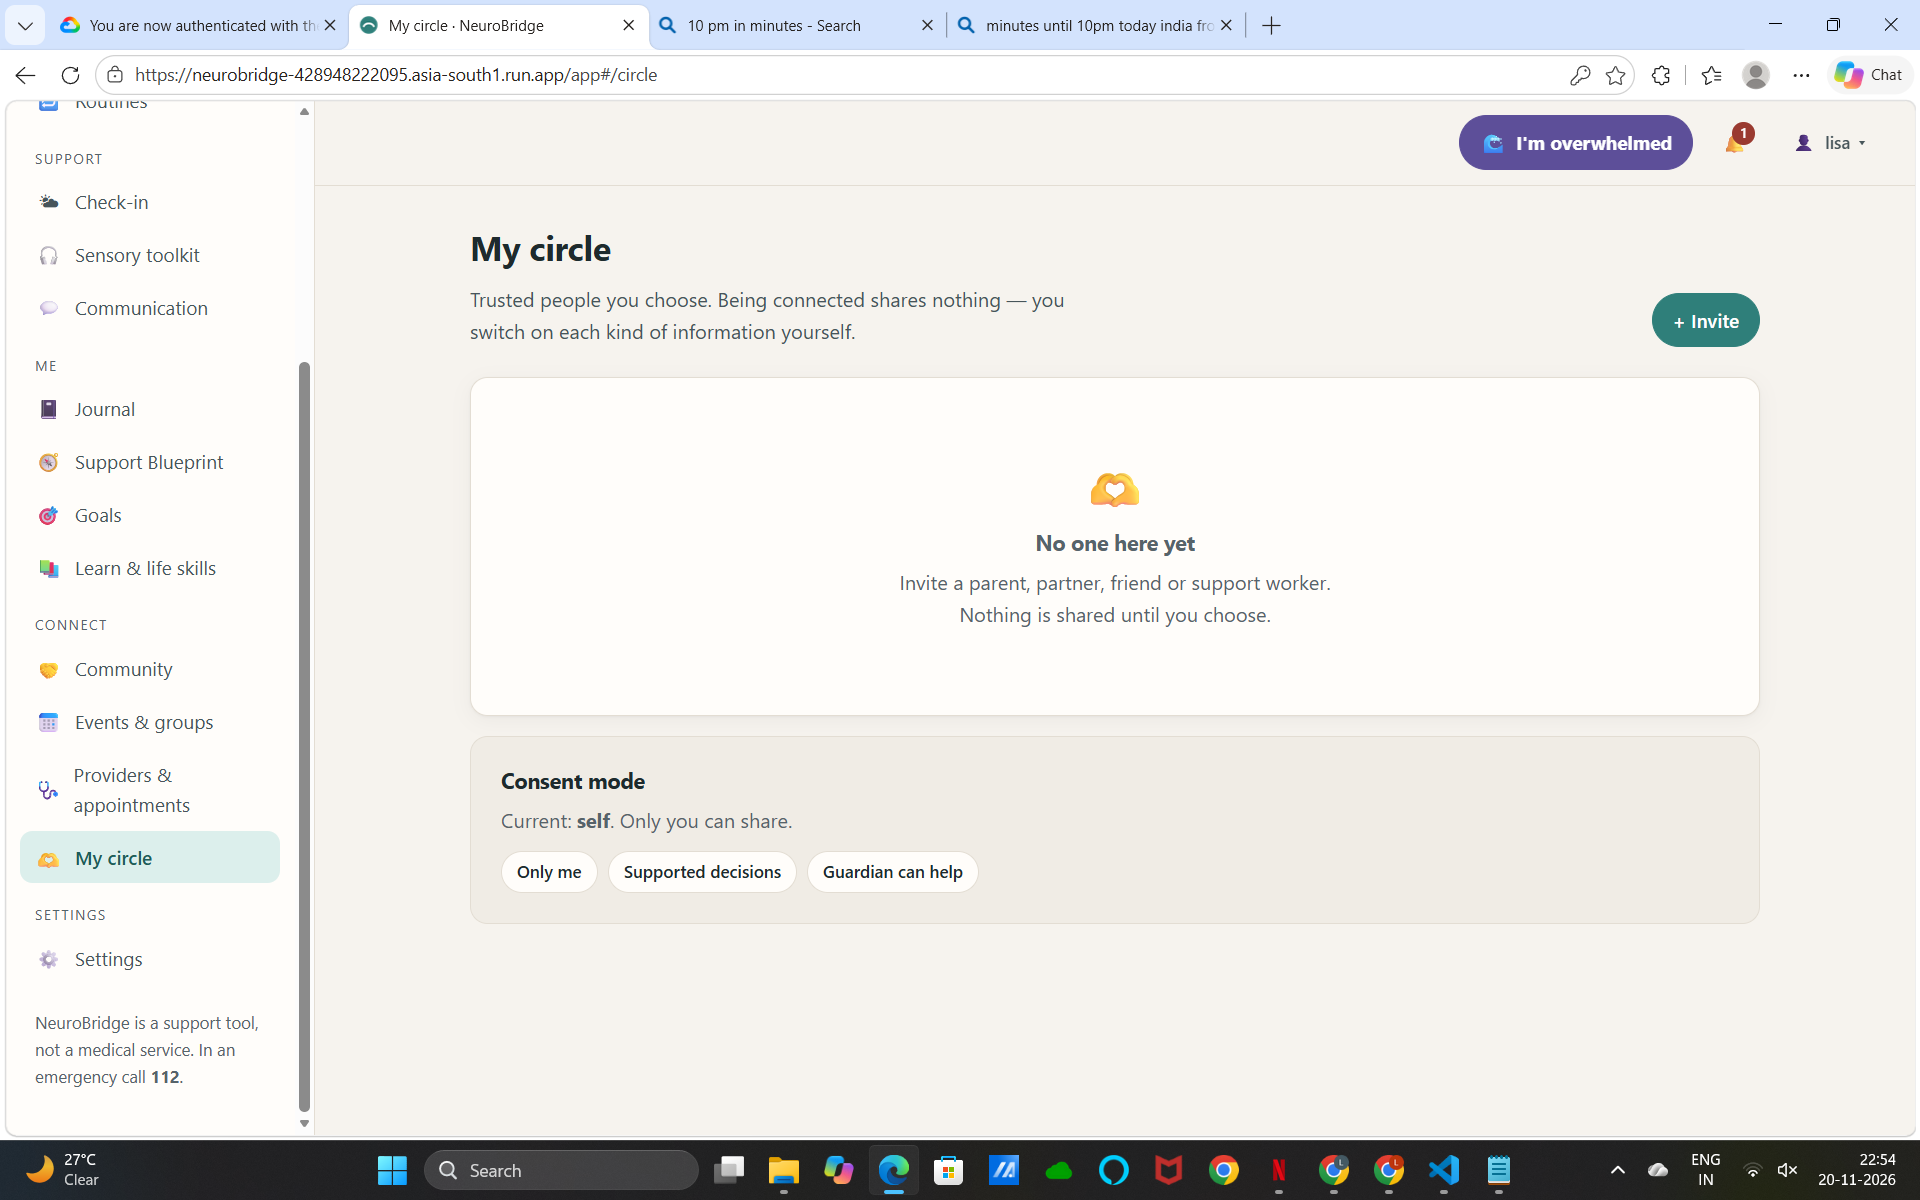 You are now authenticated with the
My circle · NeuroBridge
10 pm in minutes - Search
minutes until 10pm today india fro
https://neurobridge-428948222095.asia-south1.run.app/app#/circle
Chat
Routines
SUPPORT
Check-in
Sensory toolkit
Communication
ME
Journal
Support Blueprint
Goals
Learn & life skills
CONNECT
Community
Events & groups
Providers &
appointments
My circle
SETTINGS
Settings
NeuroBridge is a support tool,
not a medical service. In an
emergency call 112.
I'm overwhelmed
1
lisa
My circle
Trusted people you choose. Being connected shares nothing — you
switch on each kind of information yourself.
+ Invite
No one here yet
Invite a parent, partner, friend or support worker.
Nothing is shared until you choose.
Consent mode
Current: self. Only you can share.
Only me
Supported decisions
Guardian can help
27°C
Clear
Search
ENG
IN
22:54
20-11-2026